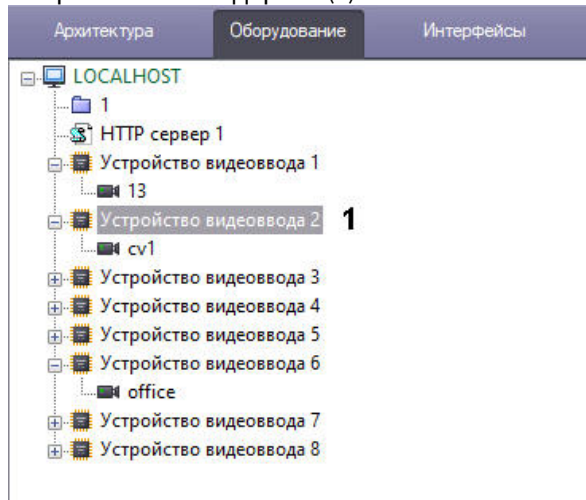 Архитектура Оборудование Интерфейсы
LOCALHOST
1
HTTP сервер 1
Устройство видеоввода 1
13
Устройство видеоввода 2 1
cv1
Устройство видеоввода 3
Устройство видеоввода 4
Устройство видеоввода 5
Устройство видеоввода 6
office
Устройство видеоввода 7
Устройство видеоввода 8